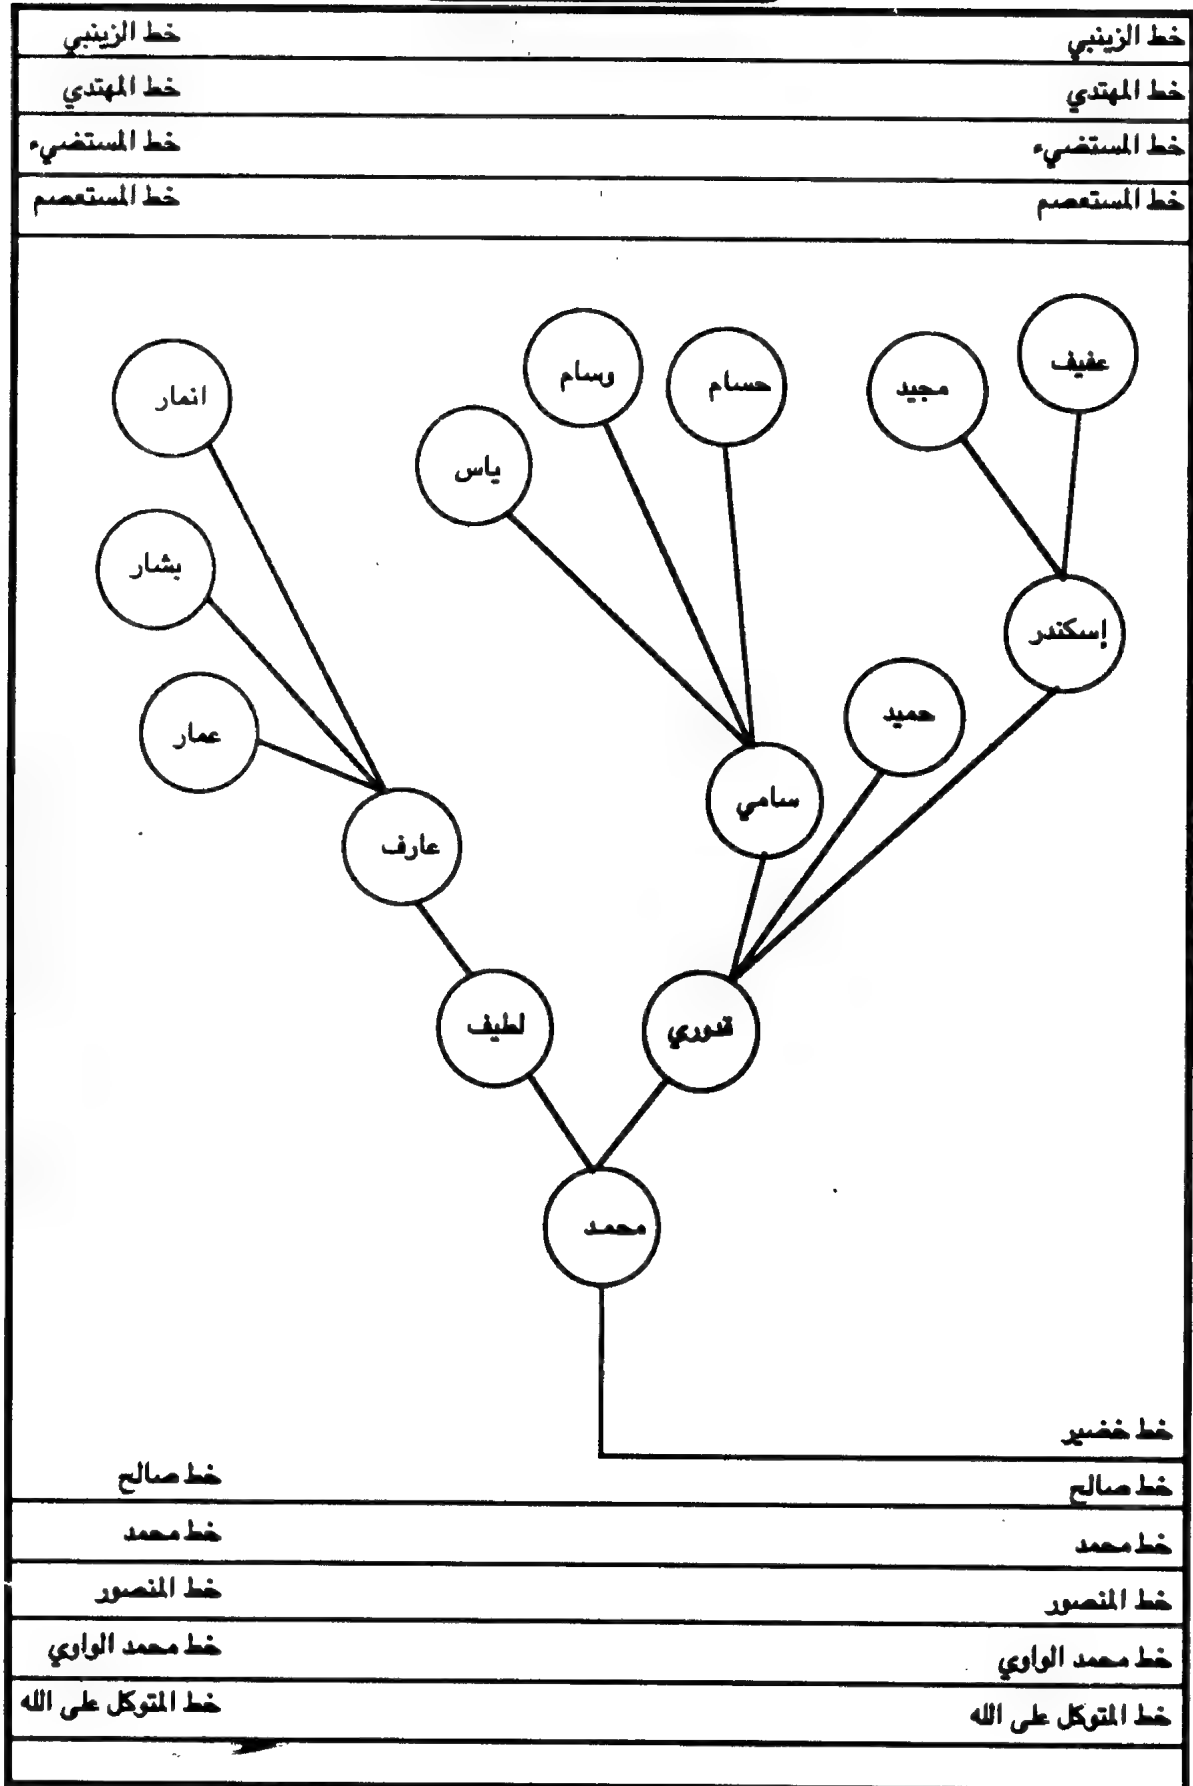 خط الزينبي خط الزينبي
خط المهتدي خط المهتدي
خط المستضيء خط المستضيء
خط المستعصم خط المستعصم
عفيف
مجيد
حسام
وسام
انمار
ياس
بشار
إسكندر
حميد
عمار
سامي
عارف
قدوري
لطيف
محمد
خط خضير
خط صالح خط صالح
خط محمد خط محمد
خط المنصور خط المنصور
خط محمد الواوي خط محمد الواوي
خط المتوكل على الله خط المتوكل على الله